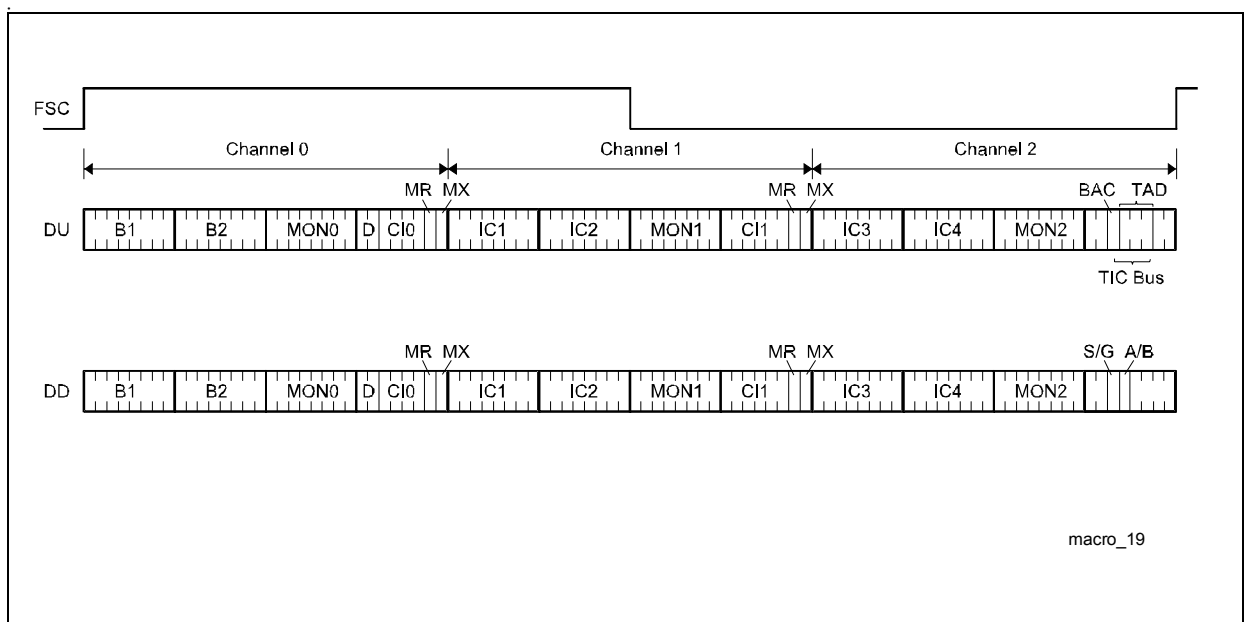 FSC
Channel 0 Channel 1 Channel 2
MR MX MR MX BAC TAD
DU B1 B2 MON0 D CI0 IC1 IC2 MON1 CI1 IC3 IC4 MON2
TIC Bus
MR MX MR MX S/G A/B
DD B1 B2 MON0 D CI0 IC1 IC2 MON1 CI1 IC3 IC4 MON2
macro_19